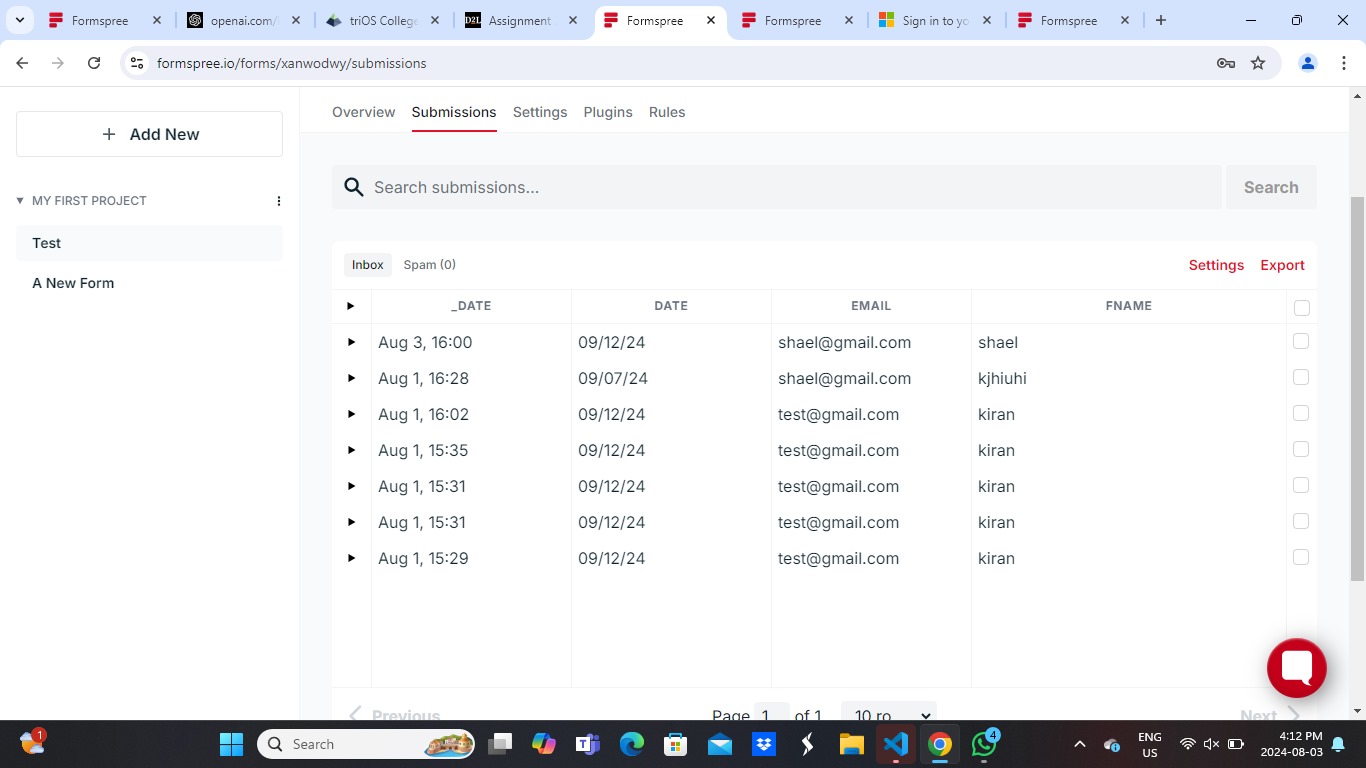 Formspree
openai.com/
triOS College
Assignment
Formspree
Formspree
Sign in to yo
Formspree
formspree.io/forms/xanwodwy/submissions
Add New
Overview Submissions Settings Plugins Rules
MY FIRST PROJECT
Search submissions... Search
Test
A New Form
Inbox Spam (0) Settings Export
_DATE DATE EMAIL FNAME
Aug 3, 16:00 09/12/24 shael@gmail.com shael
Aug 1, 16:28 09/07/24 shael@gmail.com kjhiuhi
Aug 1, 16:02 09/12/24 test@gmail.com kiran
Aug 1, 15:35 09/12/24 test@gmail.com kiran
Aug 1, 15:31 09/12/24 test@gmail.com kiran
Aug 1, 15:31 09/12/24 test@gmail.com kiran
Aug 1, 15:29 09/12/24 test@gmail.com kiran
Previous Page 1 of 1 10 ro Next
1
Search
4
ENG
US
4:12 PM
2024-08-03